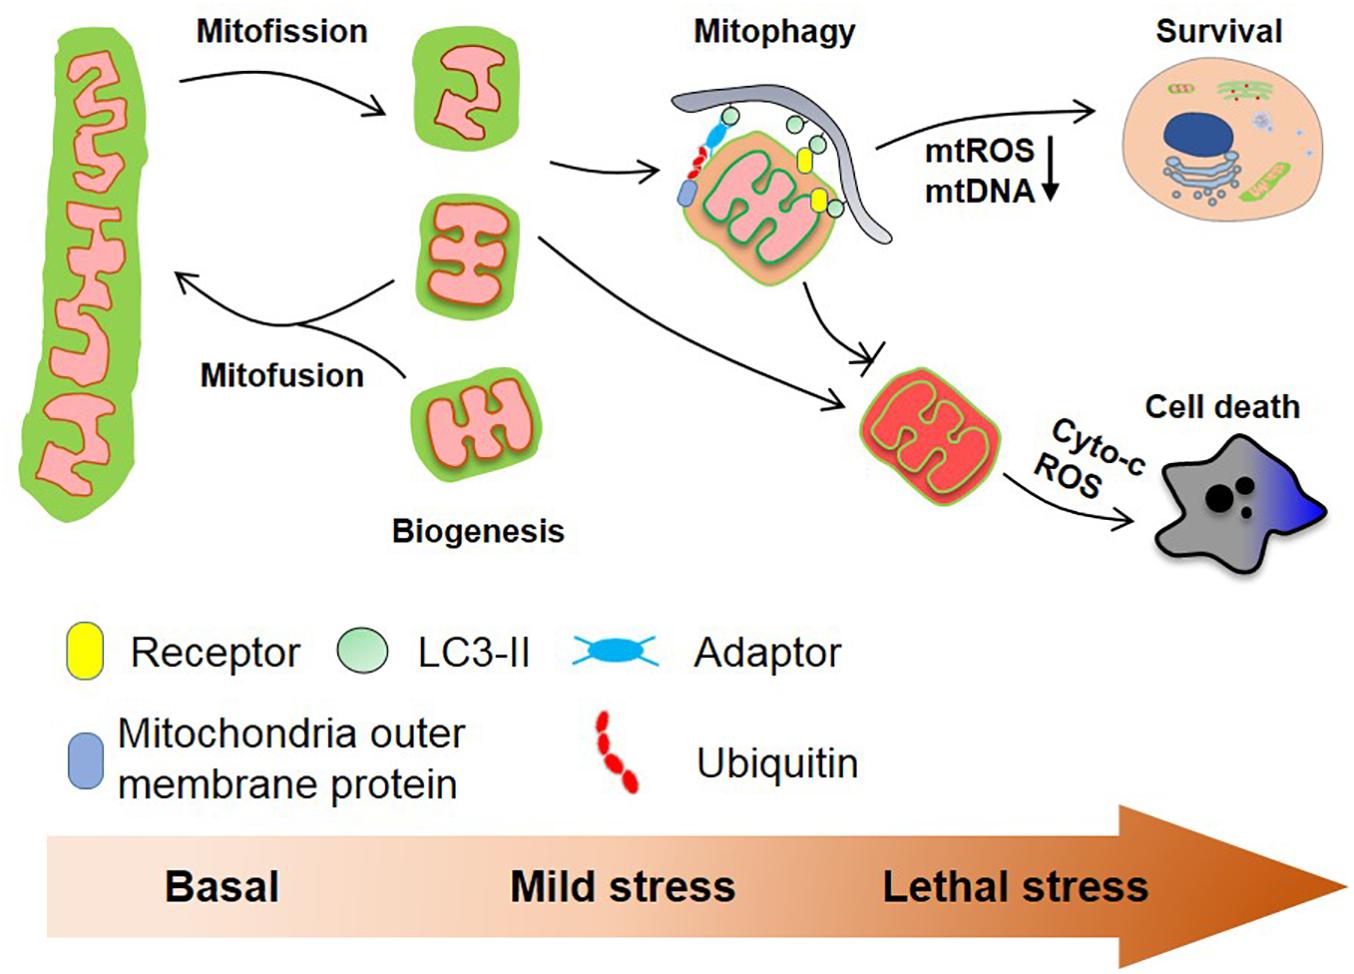 Mitofission
Mitophagy
Survival
mtROS
mtDNA
Mitofusion
Cell death
Cyto-c
ROS
Biogenesis
Receptor
LC3-II
Adaptor
Mitochondria outer
membrane protein
Ubiquitin
Basal
Mild stress
Lethal stress